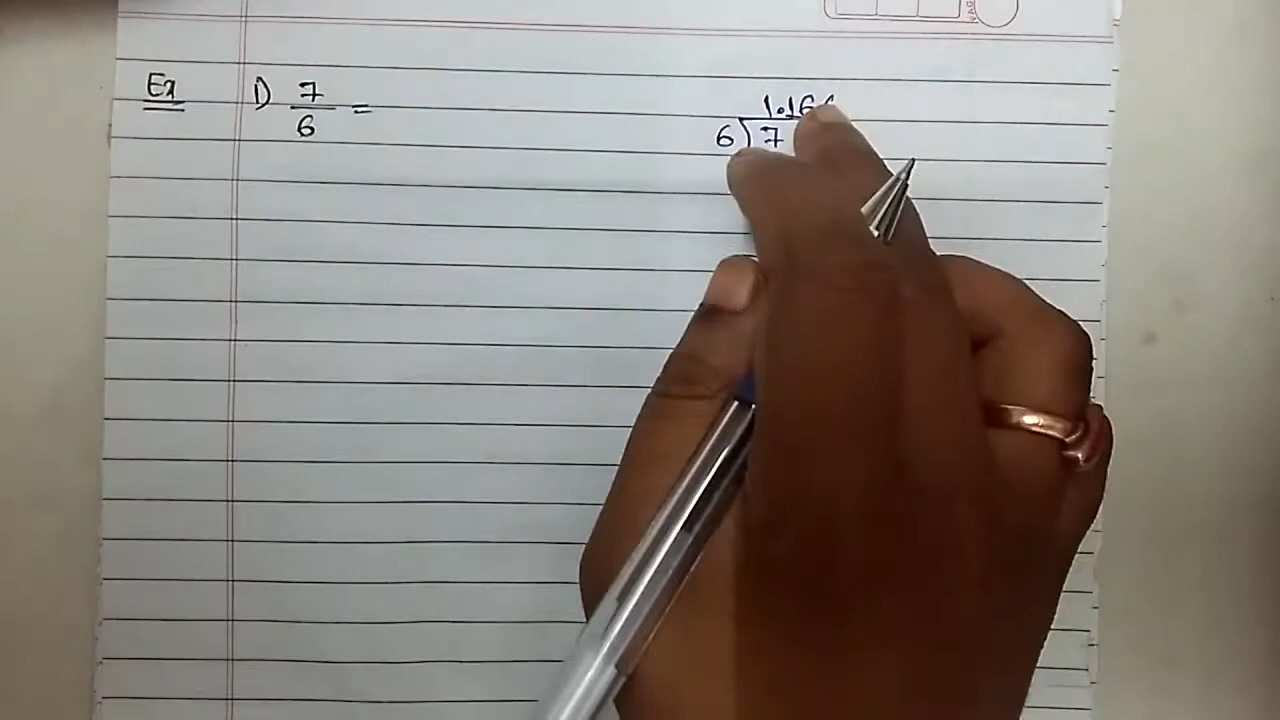 Ex 1) 7/6 =
1.16
6 ) 7